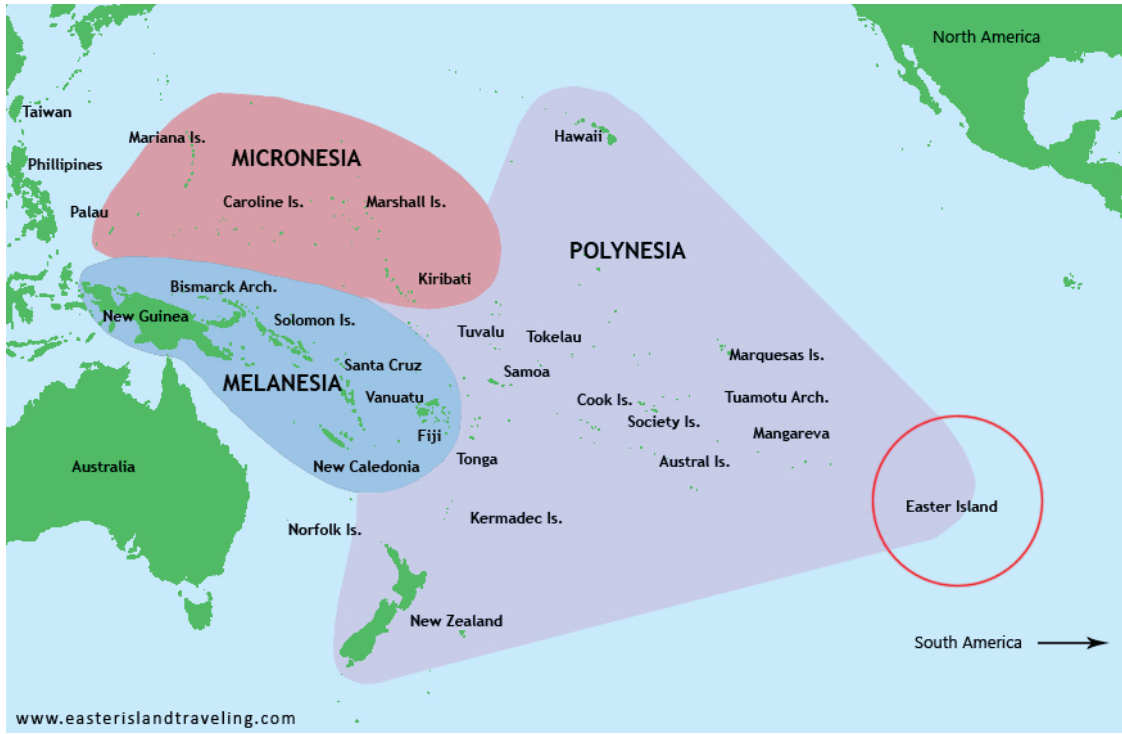 North America
Taiwan
Hawaii
Mariana Is.
MICRONESIA
Phillipines
Caroline Is.
Marshall Is.
Palau
POLYNESIA
Kiribati
Bismarck Arch.
New Guinea
Solomon Is.
Tuvalu
Tokelau
Marquesas Is.
Santa Cruz
Samoa
MELANESIA
Vanuatu
Cook Is.
Tuamotu Arch.
Society Is.
Fiji
Mangareva
Tonga
Austral Is.
Australia
New Caledonia
Easter Island
Kermadec Is.
Norfolk Is.
New Zealand
South America
www.easterislandtraveling.com